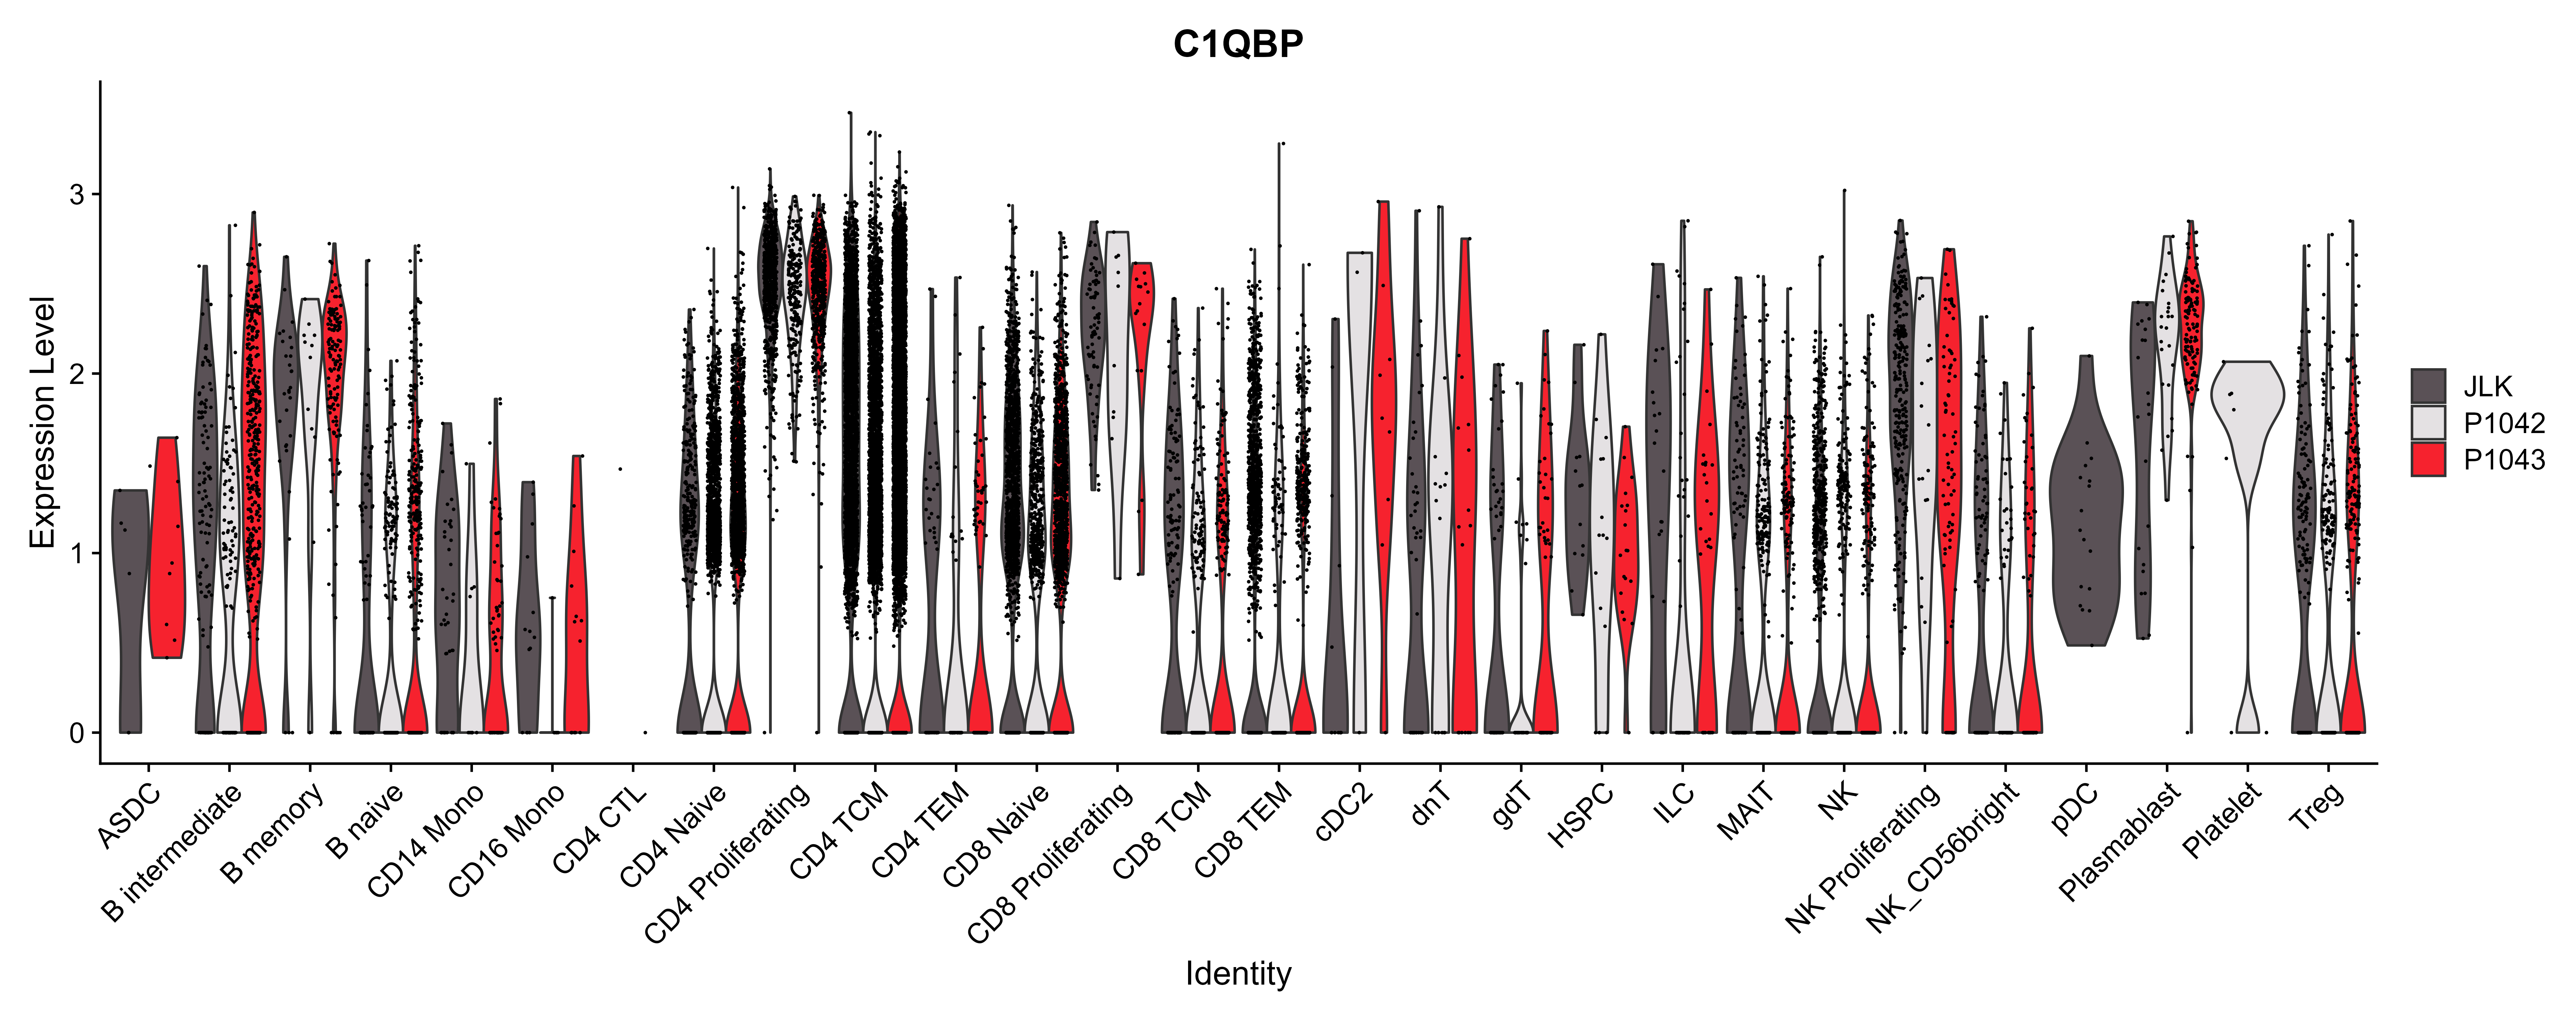 C1QBP
Expression Level
3
2
1
0
ASDC
B intermediate
B memory
B naive
CD14 Mono
CD16 Mono
CD4 CTL
CD4 Naive
CD4 Proliferating
CD4 TCM
CD4 TEM
CD8 Naive
CD8 Proliferating
CD8 TCM
CD8 TEM
cDC2
dnT
gdT
HSPC
ILC
MAIT
NK
NK Proliferating
NK_CD56bright
pDC
Plasmablast
Platelet
Treg
Identity
JLK
P1042
P1043